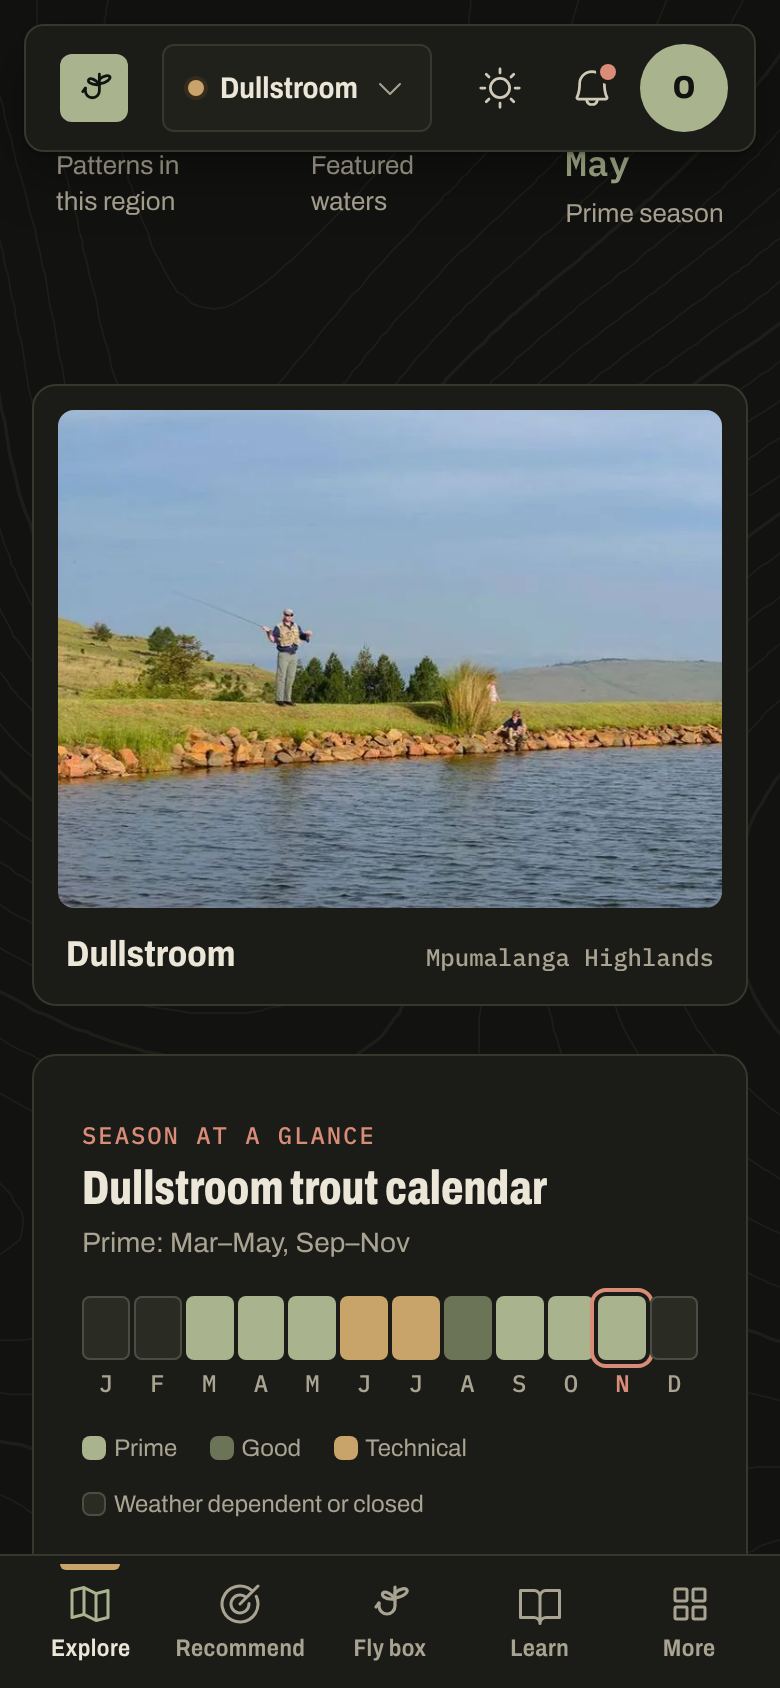 Dullstroom
O
Patterns in
this region
Featured
waters
May
Prime season
Dullstroom
Mpumalanga Highlands
SEASON AT A GLANCE
Dullstroom trout calendar
Prime: Mar–May, Sep–Nov
J F M A M J J A S O N D
Prime Good Technical
Weather dependent or closed
Explore Recommend Fly box Learn More